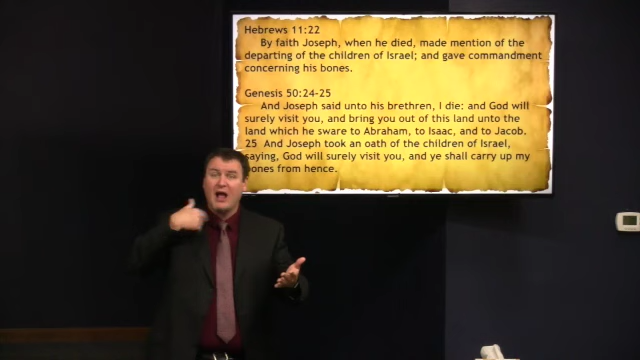 Hebrews 11:22
By faith Joseph, when he died, made mention of the
departing of the children of Israel; and gave commandment
concerning his bones.
Genesis 50:24-25
And Joseph said unto his brethren, I die: and God will
surely visit you, and bring you out of this land unto the
land which he sware to Abraham, to Isaac, and to Jacob.
25 And Joseph took an oath of the children of Israel,
saying, God will surely visit you, and ye shall carry up my
bones from hence.